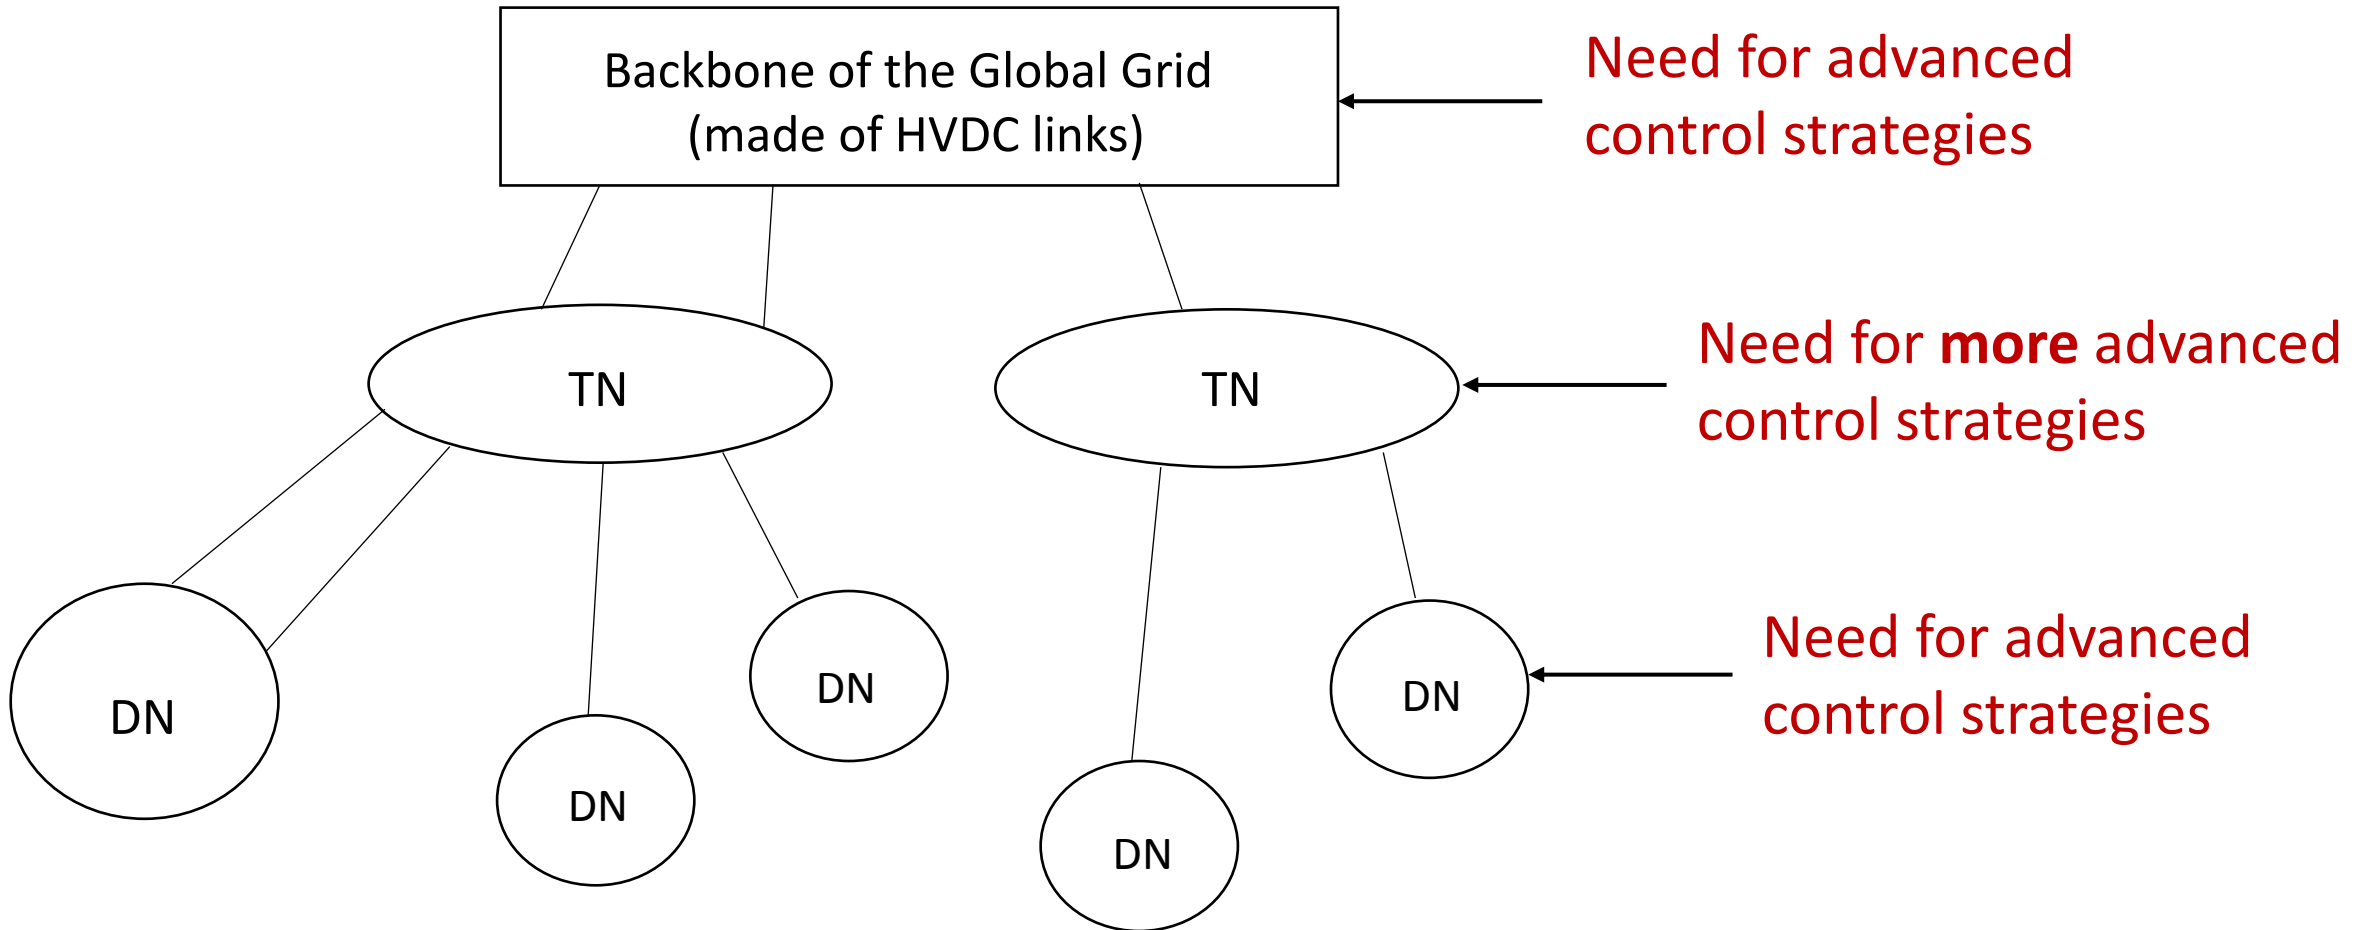 Backbone of the Global Grid
(made of HVDC links)
Need for advanced
control strategies
TN
TN
Need for more advanced
control strategies
DN
DN
DN
DN
DN
Need for advanced
control strategies